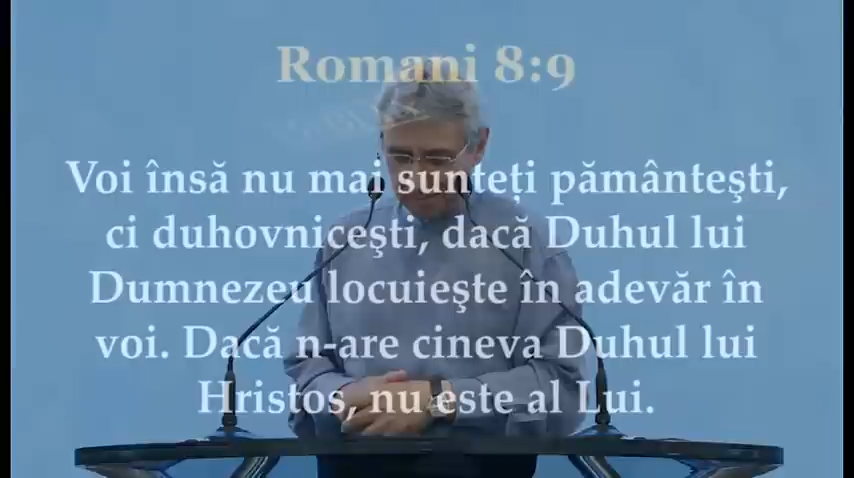 Romani 8:9
Voi însă nu mai sunteți pământeşti,
ci duhovniceşti, dacă Duhul lui
Dumnezeu locuieşte în adevăr în
voi. Dacă n-are cineva Duhul lui
Hristos, nu este al Lui.